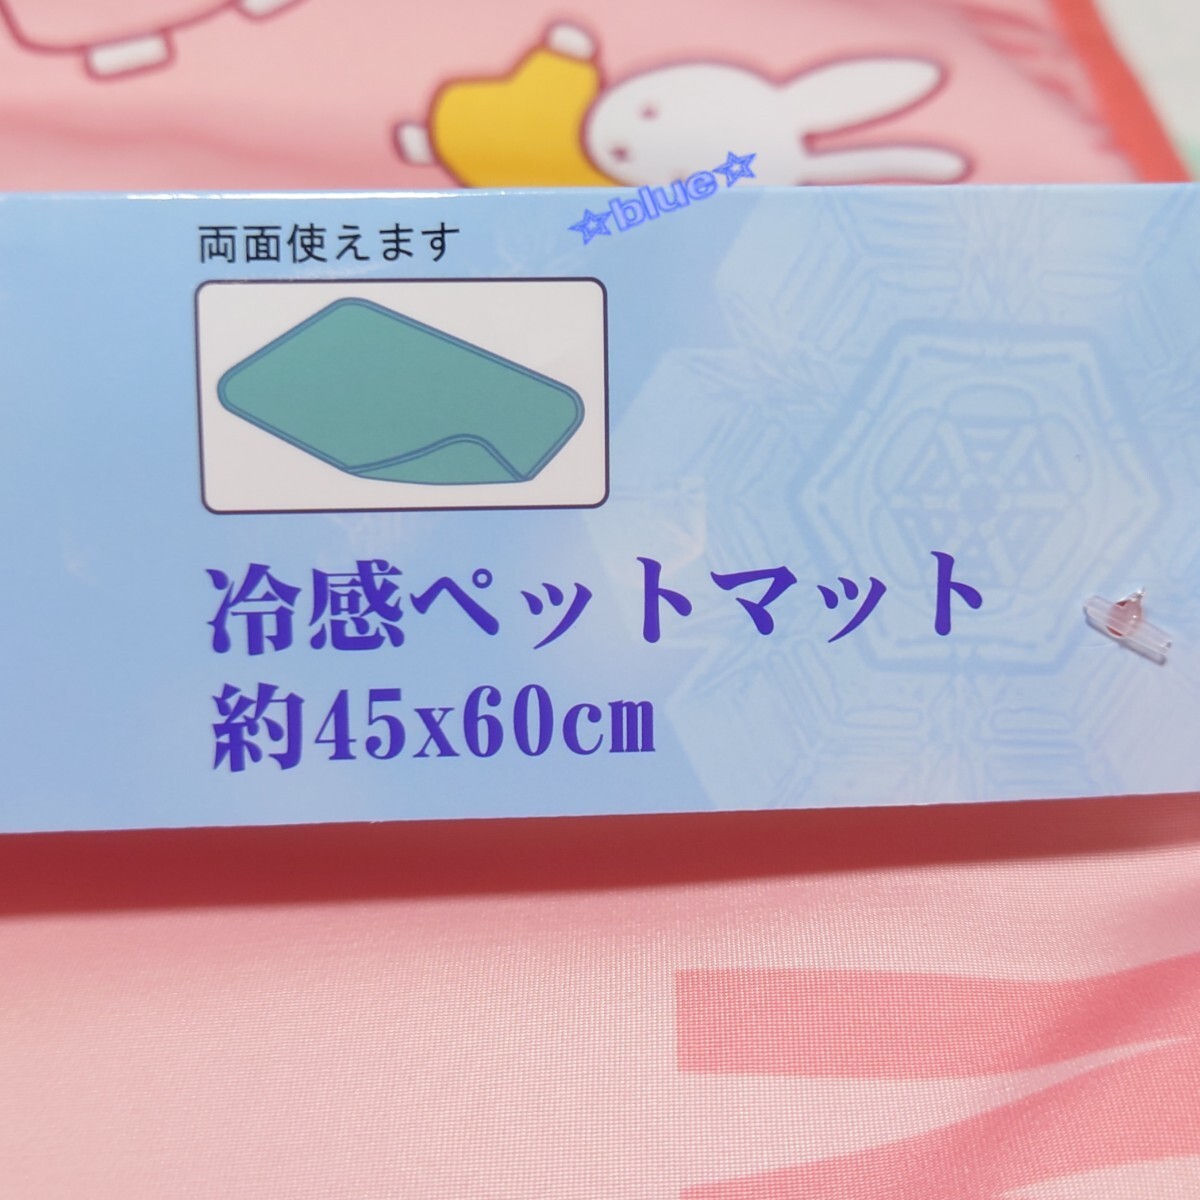 ☆blue☆
両面使えます
冷感ペットマット
約45x60cm